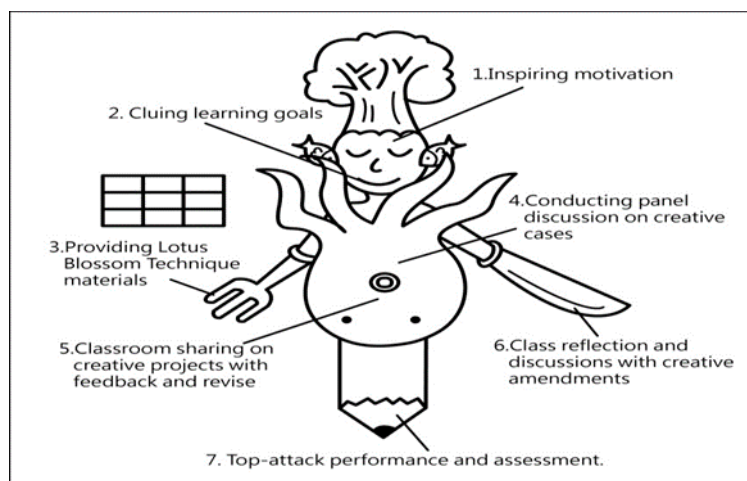 1.Inspiring motivation
2. Cluing learning goals
3.Providing Lotus
Blossom Technique
materials
4.Conducting panel
discussion on creative
cases
5.Classroom sharing on
creative projects with
feedback and revise
6.Class reflection and
discussions with creative
amendments
7. Top-attack performance and assessment.